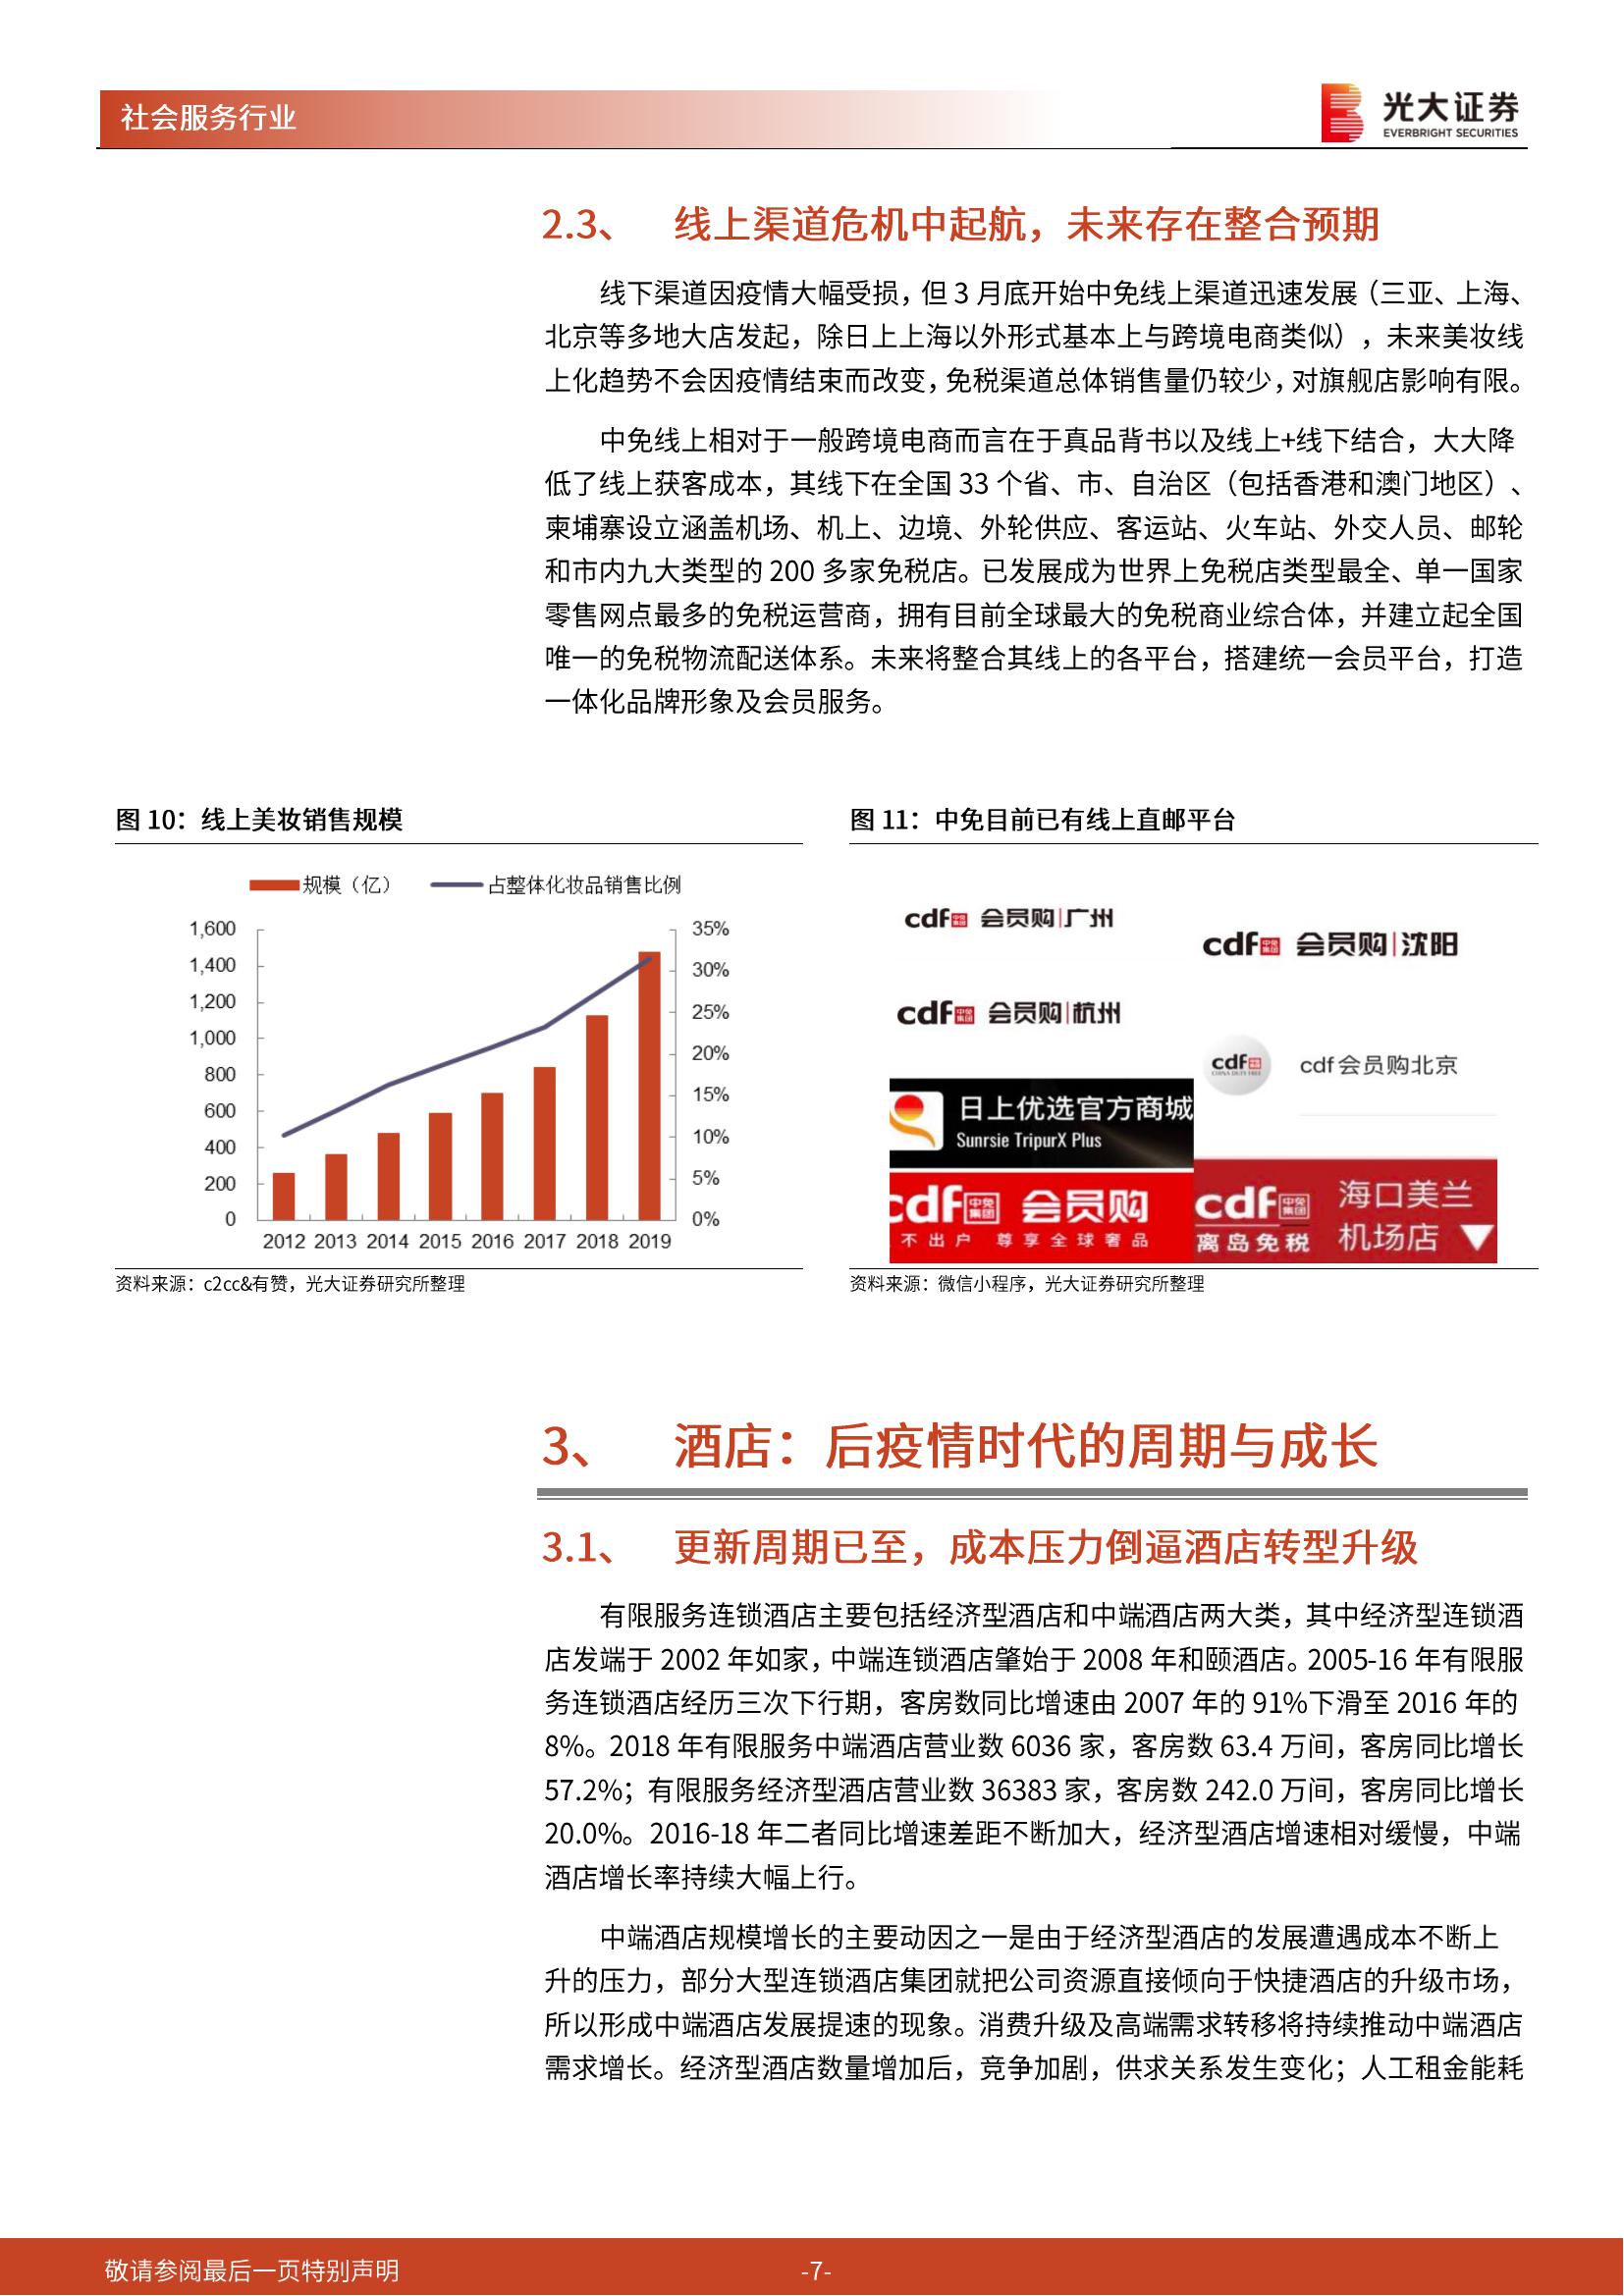 社会服务行业
光大证券
EVERBRIGHT SECURITIES
2.3、 线上渠道危机中起航，未来存在整合预期
线下渠道因疫情大幅受损，但 3 月底开始中免线上渠道迅速发展（三亚、上海、
北京等多地大店发起，除日上上海以外形式基本上与跨境电商类似），未来美妆线
上化趋势不会因疫情结束而改变，免税渠道总体销售量仍较少，对旗舰店影响有限。
中免线上相对于一般跨境电商而言在于真品背书以及线上+线下结合，大大降
低了线上获客成本，其线下在全国 33 个省、市、自治区（包括香港和澳门地区）、
柬埔寨设立涵盖机场、机上、边境、外轮供应、客运站、火车站、外交人员、邮轮
和市内九大类型的 200 多家免税店。已发展成为世界上免税店类型最全、单一国家
零售网点最多的免税运营商，拥有目前全球最大的免税商业综合体，并建立起全国
唯一的免税物流配送体系。未来将整合其线上的各平台，搭建统一会员平台，打造
一体化品牌形象及会员服务。
图 10：线上美妆销售规模
规模（亿） 占整体化妆品销售比例
1,600 35%
1,400 30%
1,200 25%
1,000 20%
800 15%
600 10%
400 5%
200 0%
0
2012 2013 2014 2015 2016 2017 2018 2019
资料来源：c2cc&有赞，光大证券研究所整理
图 11：中免目前已有线上直邮平台
cdf中免集团 会员购|广州
cdf中免集团 会员购|沈阳
cdf中免集团 会员购|杭州
cdf
cdf会员购北京
日上优选官方商城
Sunrsie TripurX Plus
cdf中免集团 会员购
不出户 尊享全球奢品
cdf中免集团 海口美兰
离岛免税 机场店
资料来源：微信小程序，光大证券研究所整理
3、 酒店：后疫情时代的周期与成长
3.1、 更新周期已至，成本压力倒逼酒店转型升级
有限服务连锁酒店主要包括经济型酒店和中端酒店两大类，其中经济型连锁酒
店发端于 2002 年如家，中端连锁酒店肇始于 2008 年和颐酒店。2005-16 年有限服
务连锁酒店经历三次下行期，客房数同比增速由 2007 年的 91%下滑至 2016 年的
8%。2018 年有限服务中端酒店营业数 6036 家，客房数 63.4 万间，客房同比增长
57.2%；有限服务经济型酒店营业数 36383 家，客房数 242.0 万间，客房同比增长
20.0%。2016-18 年二者同比增速差距不断加大，经济型酒店增速相对缓慢，中端
酒店增长率持续大幅上行。
中端酒店规模增长的主要动因之一是由于经济型酒店的发展遭遇成本不断上
升的压力，部分大型连锁酒店集团就把公司资源直接倾向于快捷酒店的升级市场，
所以形成中端酒店发展提速的现象。消费升级及高端需求转移将持续推动中端酒店
需求增长。经济型酒店数量增加后，竞争加剧，供求关系发生变化；人工租金能耗
敬请参阅最后一页特别声明
-7-